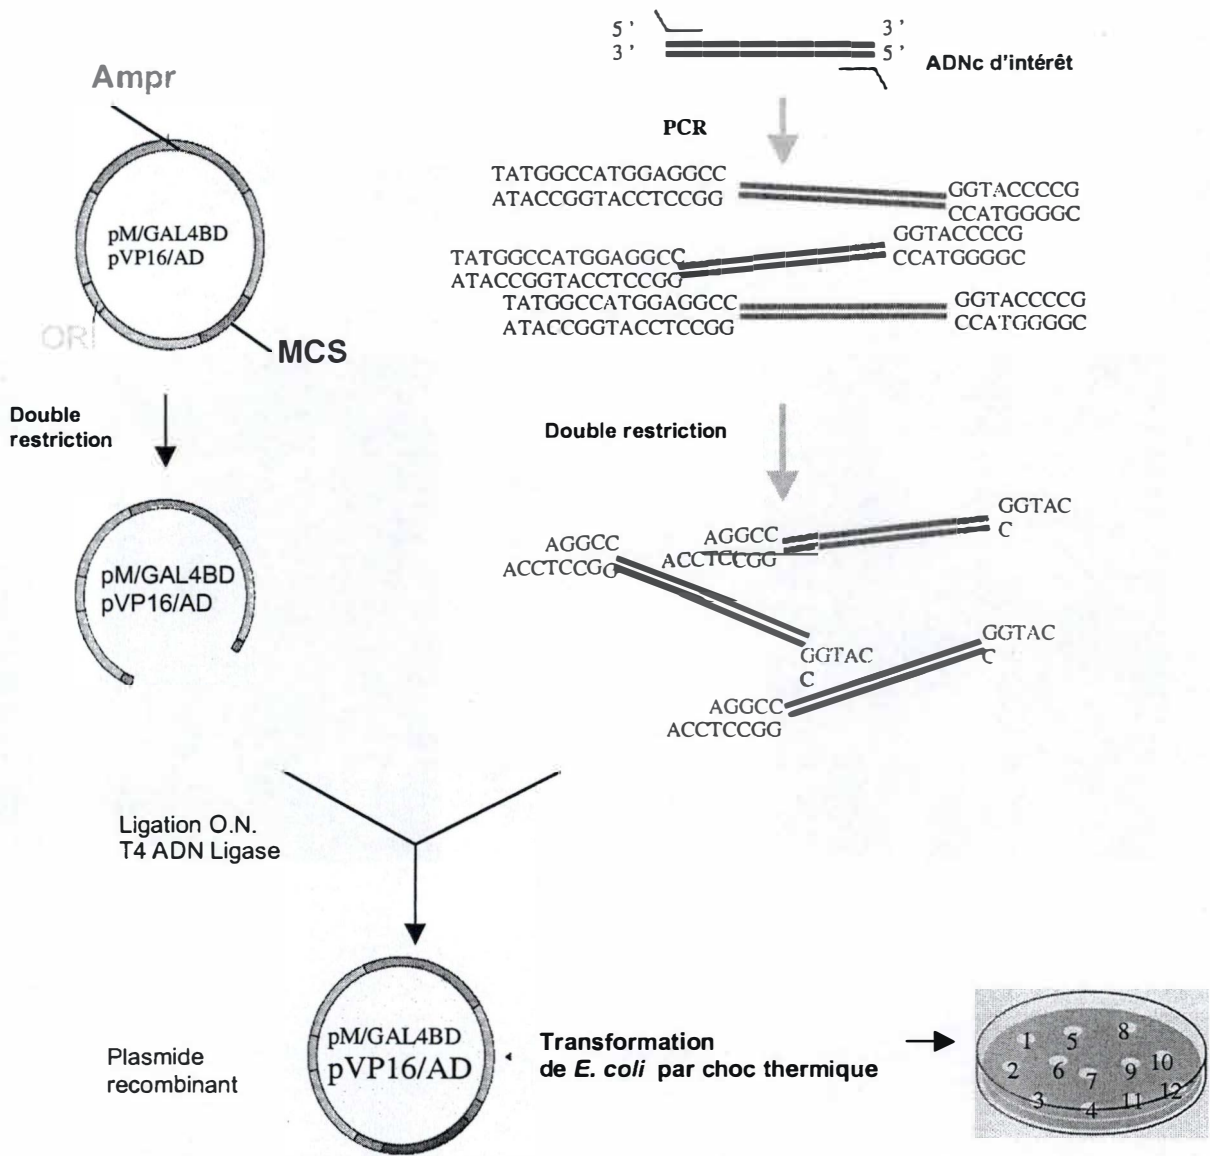 5 ' 3 '
3 ' 5 '
ADNc d'intérêt
Ampr
PCR
pM/GAL4BD
pVP16/AD
ORI
MCS
TATGGCCATGGAGGCC
ATACCGGTACCTCCGG
GGTACCCCG
CCATGGGGC
TATGGCCATGGAGGCC
ATACCGGTACCTCCGG
GGTACCCCG
CCATGGGGC
TATGGCCATGGAGGCC
ATACCGGTACCTCCGG
GGTACCCCG
CCATGGGGC
Double
restriction
Double restriction
pM/GAL4BD
pVP16/AD
AGGCC
ACCTCCGG
GGTAC
C
AGGCC
ACCTCCGG
GGTAC
C
AGGCC
ACCTCCGG
GGTAC
C
Ligation O.N.
T4 ADN Ligase
Plasmide
recombinant
pM/GAL4BD
pVP16/AD
Transformation
de E. coli par choc thermique
1 5 8
2 6 7 9 10
3 4 11 12